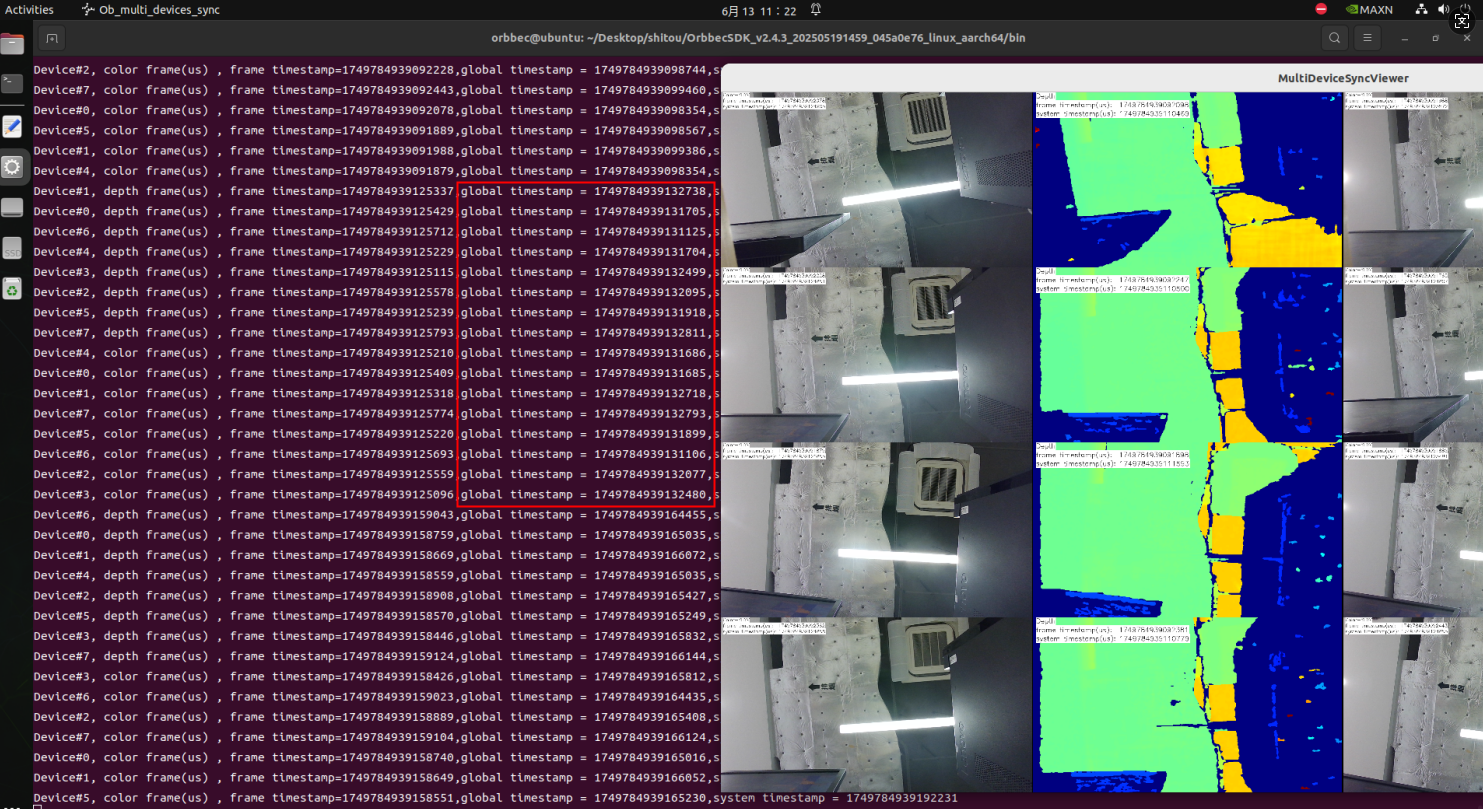 Activities
Ob_multi_devices_sync
6月 13 11：22
MAXN
orbbec@ubuntu: ~/Desktop/shitou/OrbbecSDK_v2.4.3_202505191459_045a0e76_linux_aarch64/bin
Device#2, color frame(us) , frame timestamp=1749784939092228,global timestamp = 1749784939098744,s
Device#7, color frame(us) , frame timestamp=1749784939092443,global timestamp = 1749784939099460,s
Device#0, color frame(us) , frame timestamp=1749784939092078,global timestamp = 1749784939098354,s
Device#5, color frame(us) , frame timestamp=1749784939091889,global timestamp = 1749784939098567,s
Device#1, color frame(us) , frame timestamp=1749784939091988,global timestamp = 1749784939099386,s
Device#4, color frame(us) , frame timestamp=1749784939091879,global timestamp = 1749784939098354,s
Device#1, depth frame(us) , frame timestamp=1749784939125337,global timestamp = 1749784939132738,s
Device#0, depth frame(us) , frame timestamp=1749784939125429,global timestamp = 1749784939131705,s
Device#6, depth frame(us) , frame timestamp=1749784939125712,global timestamp = 1749784939131125,s
Device#4, depth frame(us) , frame timestamp=1749784939125229,global timestamp = 1749784939131704,s
Device#3, depth frame(us) , frame timestamp=1749784939125115,global timestamp = 1749784939132499,s
Device#2, depth frame(us) , frame timestamp=1749784939125578,global timestamp = 1749784939132095,s
Device#5, depth frame(us) , frame timestamp=1749784939125239,global timestamp = 1749784939131918,s
Device#7, depth frame(us) , frame timestamp=1749784939125793,global timestamp = 1749784939132811,s
Device#4, color frame(us) , frame timestamp=1749784939125210,global timestamp = 1749784939131686,s
Device#0, color frame(us) , frame timestamp=1749784939125409,global timestamp = 1749784939131685,s
Device#1, color frame(us) , frame timestamp=1749784939125318,global timestamp = 1749784939132718,s
Device#7, color frame(us) , frame timestamp=1749784939125774,global timestamp = 1749784939132793,s
Device#5, color frame(us) , frame timestamp=1749784939125220,global timestamp = 1749784939131899,s
Device#6, color frame(us) , frame timestamp=1749784939125693,global timestamp = 1749784939131106,s
Device#2, color frame(us) , frame timestamp=1749784939125559,global timestamp = 1749784939132077,s
Device#3, color frame(us) , frame timestamp=1749784939125096,global timestamp = 1749784939132480,s
Device#6, depth frame(us) , frame timestamp=1749784939159043,global timestamp = 1749784939164455,s
Device#0, depth frame(us) , frame timestamp=1749784939158759,global timestamp = 1749784939165035,s
Device#1, depth frame(us) , frame timestamp=1749784939158669,global timestamp = 1749784939166072,s
Device#4, depth frame(us) , frame timestamp=1749784939158559,global timestamp = 1749784939165035,s
Device#2, depth frame(us) , frame timestamp=1749784939158908,global timestamp = 1749784939165427,s
Device#5, depth frame(us) , frame timestamp=1749784939158570,global timestamp = 1749784939165249,s
Device#3, depth frame(us) , frame timestamp=1749784939158446,global timestamp = 1749784939165832,s
Device#7, depth frame(us) , frame timestamp=1749784939159124,global timestamp = 1749784939166144,s
Device#3, color frame(us) , frame timestamp=1749784939158426,global timestamp = 1749784939165812,s
Device#6, color frame(us) , frame timestamp=1749784939159023,global timestamp = 1749784939164435,s
Device#2, color frame(us) , frame timestamp=1749784939158889,global timestamp = 1749784939165408,s
Device#7, color frame(us) , frame timestamp=1749784939159104,global timestamp = 1749784939166124,s
Device#0, color frame(us) , frame timestamp=1749784939158740,global timestamp = 1749784939165016,s
Device#1, color frame(us) , frame timestamp=1749784939158649,global timestamp = 1749784939166052,s
Device#5, color frame(us) , frame timestamp=1749784939158551,global timestamp = 1749784939165230,system timestamp = 1749784939192231
MultiDeviceSyncViewer
Depth
frame timestamp(us):
system timestamp(us):
Depth
frame timestamp(us):
system timestamp(us):
Depth
frame timestamp(us):
system timestamp(us):
Depth
frame timestamp(us):
system timestamp(us):
SSD